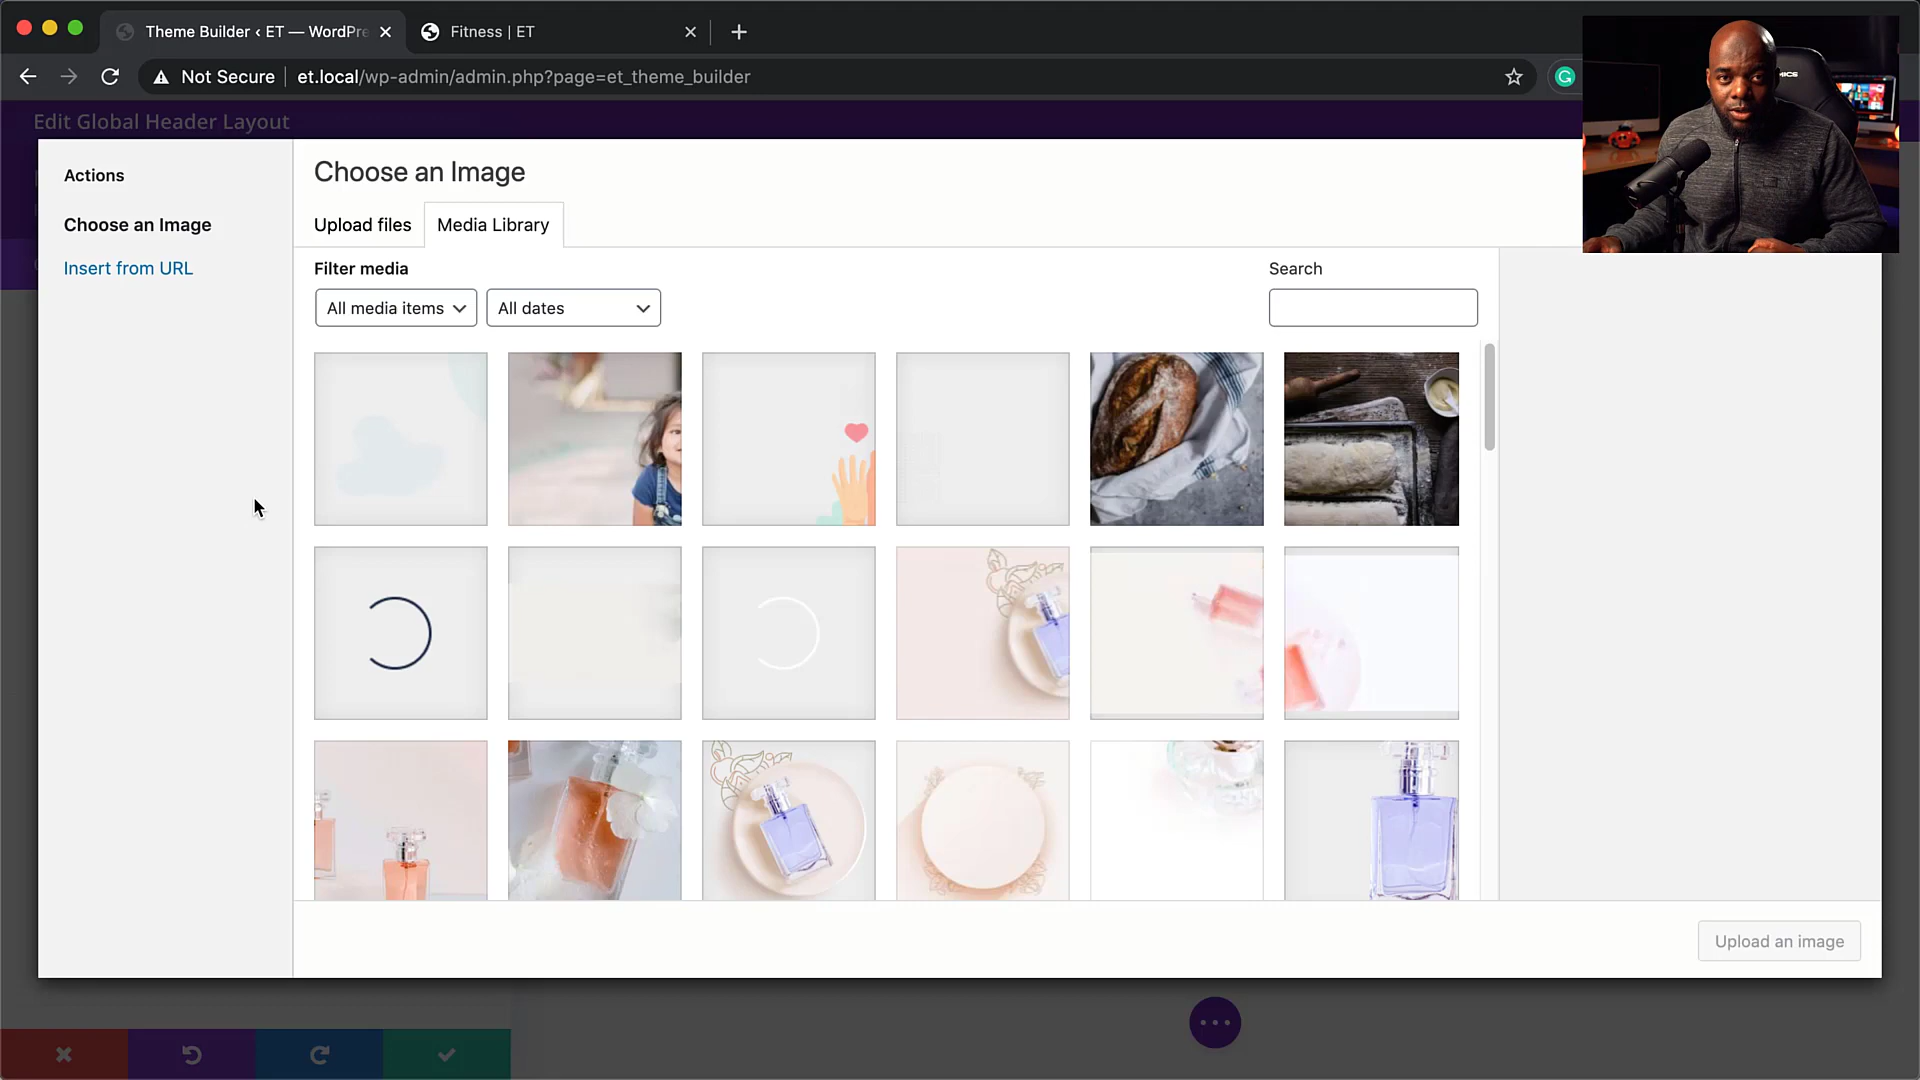 Theme Builder ‹ ET — WordPre
Fitness | ET
Not Secure
et.local/wp-admin/admin.php?page=et_theme_builder
Edit Global Header Layout
Actions
Choose an Image
Choose an Image
Insert from URL
Upload files
Media Library
Filter media
Search
All media items
All dates
Upload an image